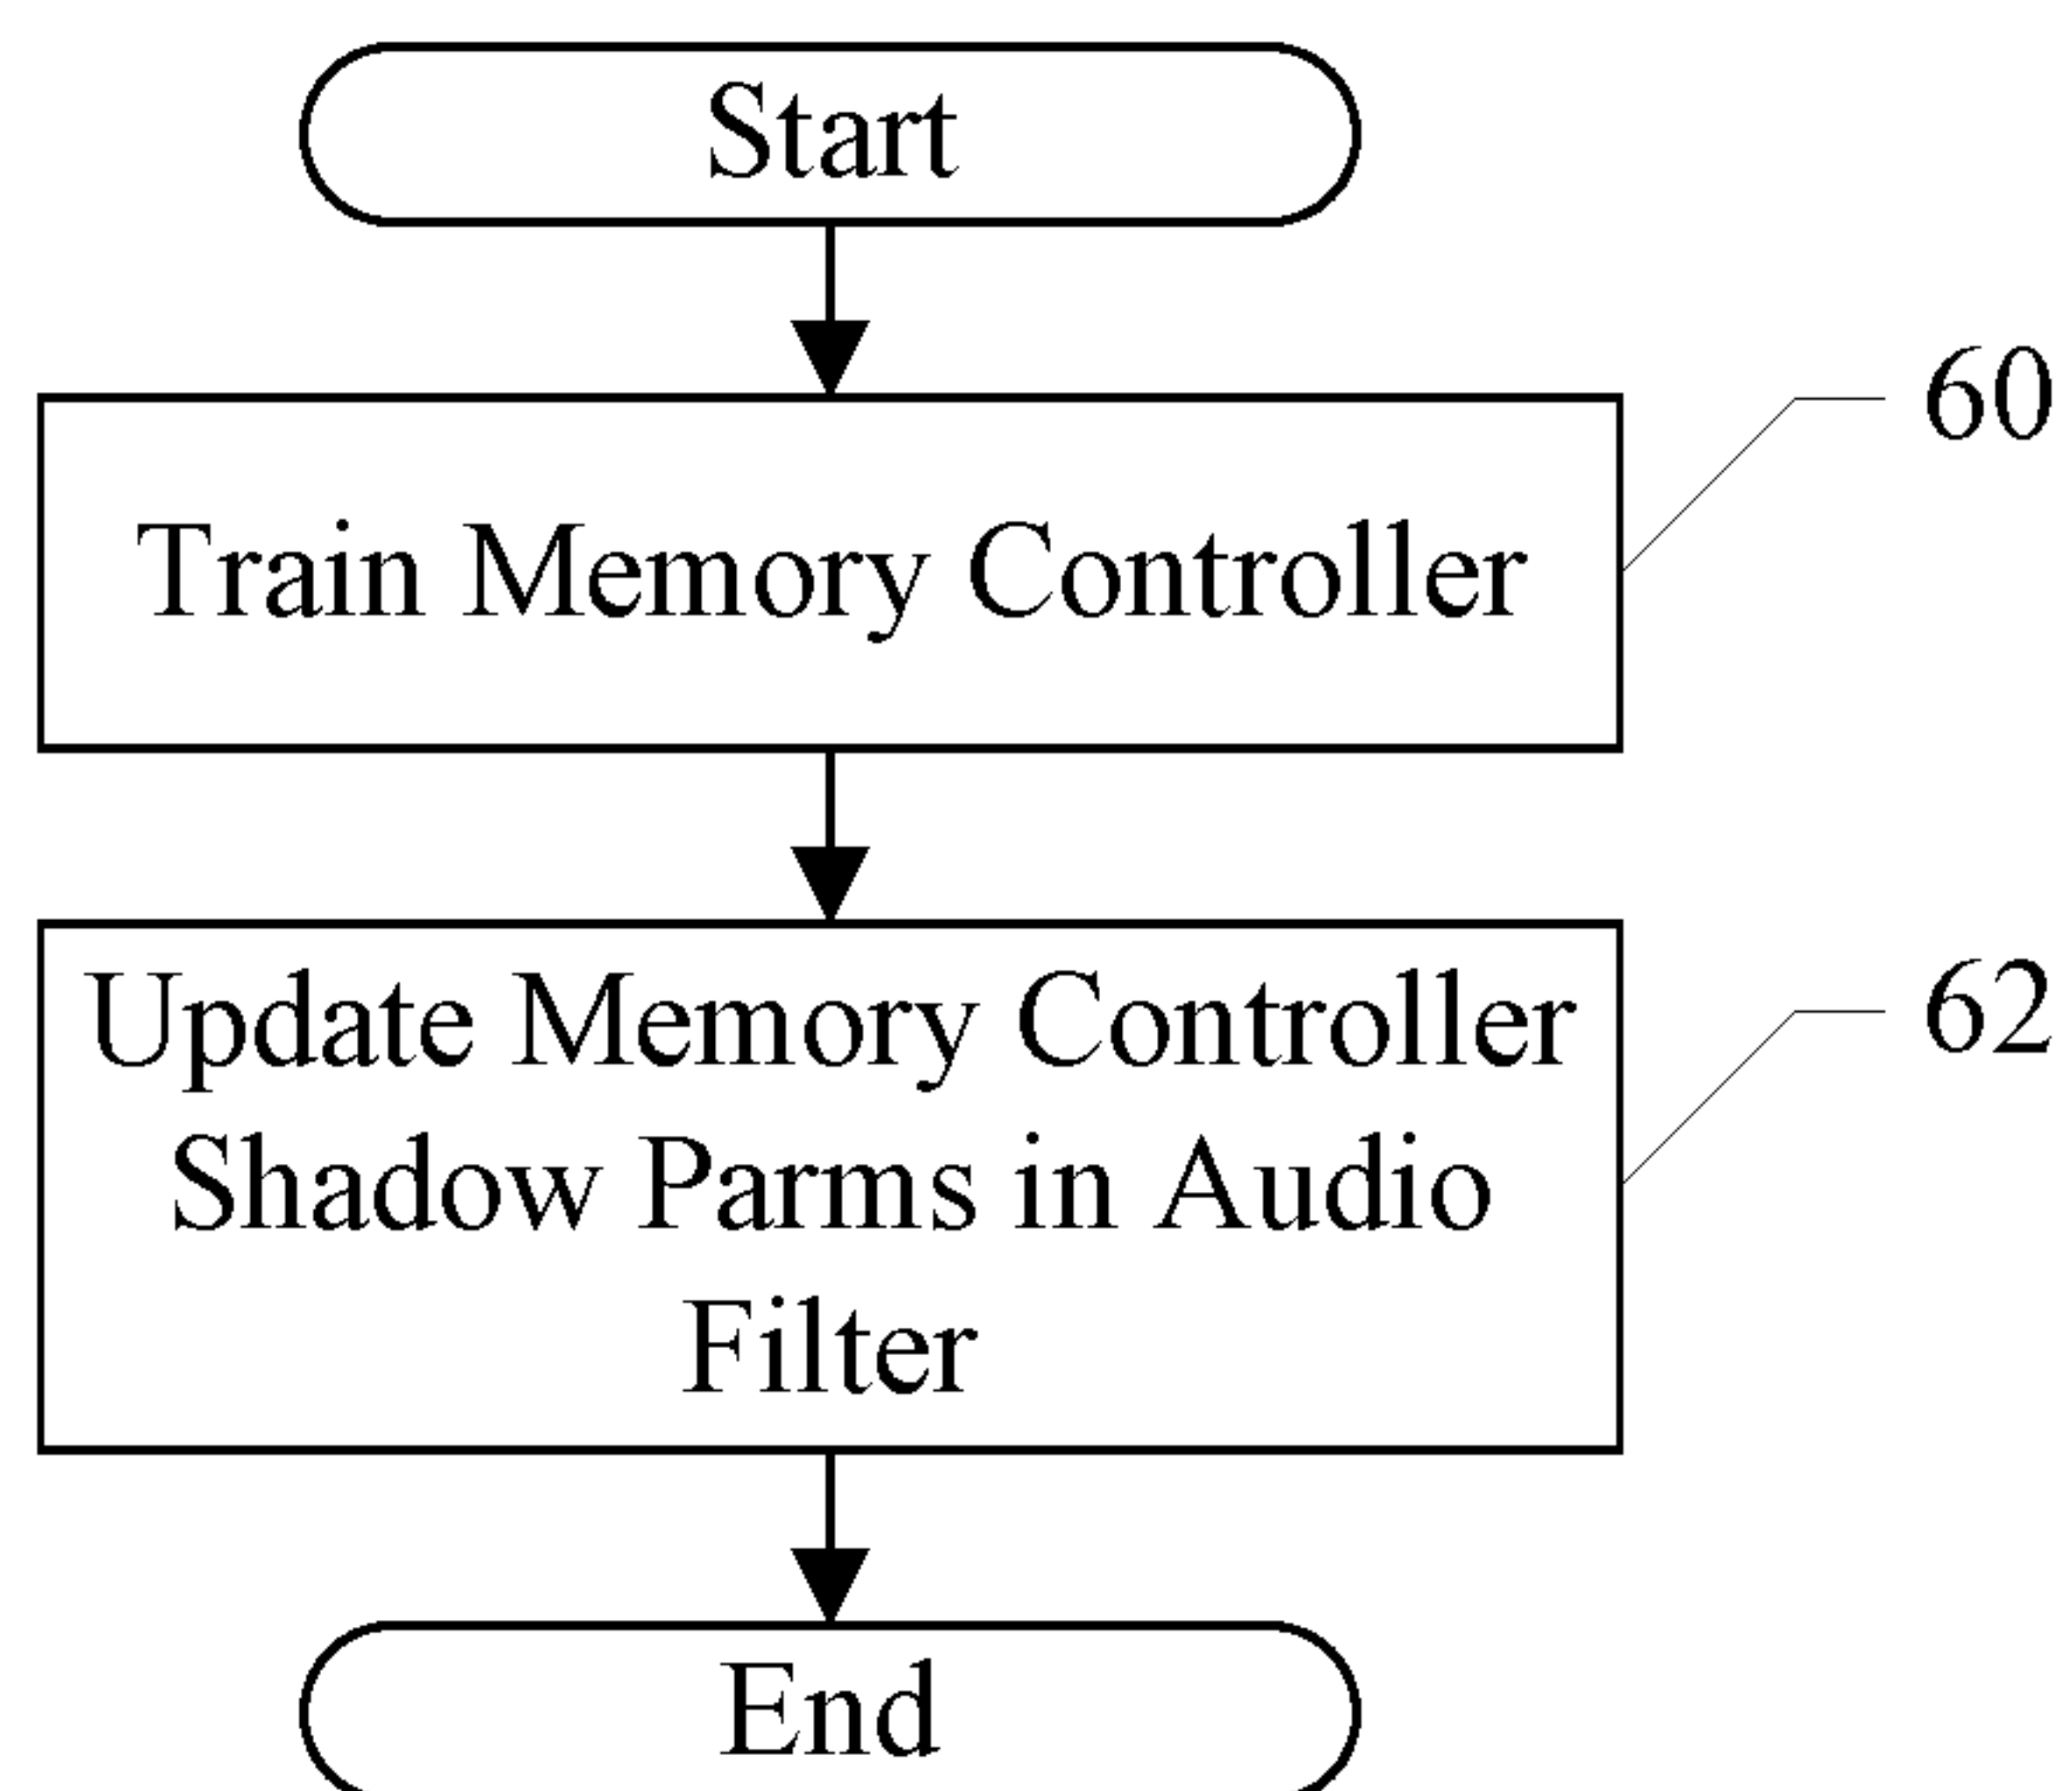 Start
60
Train Memory Controller
62
Update Memory Controller
Shadow Parms in Audio
Filter
End